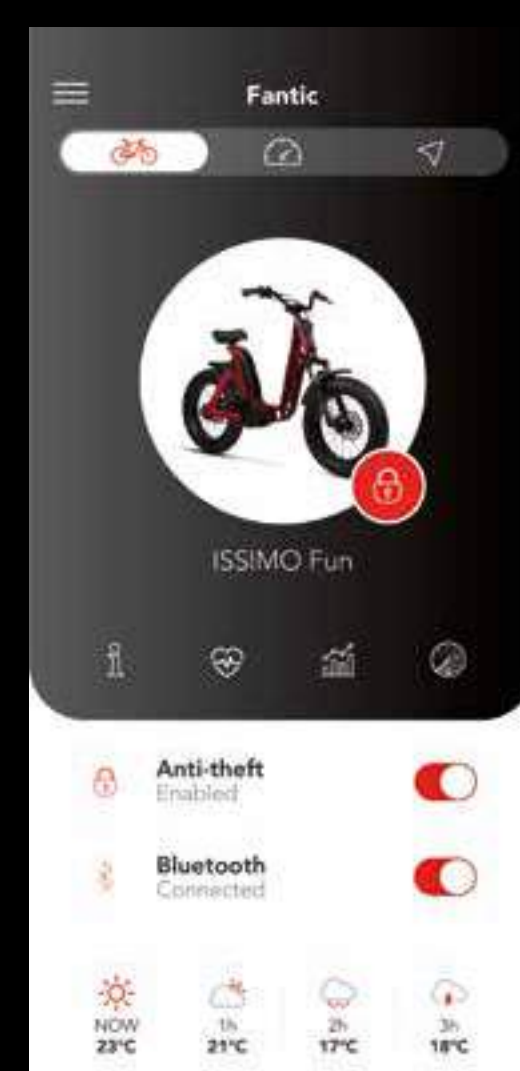 Fantic
ISSIMO Fun
Anti-theft
Enabled
Bluetooth
Connected
NOW 1h 2h 3h
23°C 21°C 17°C 18°C